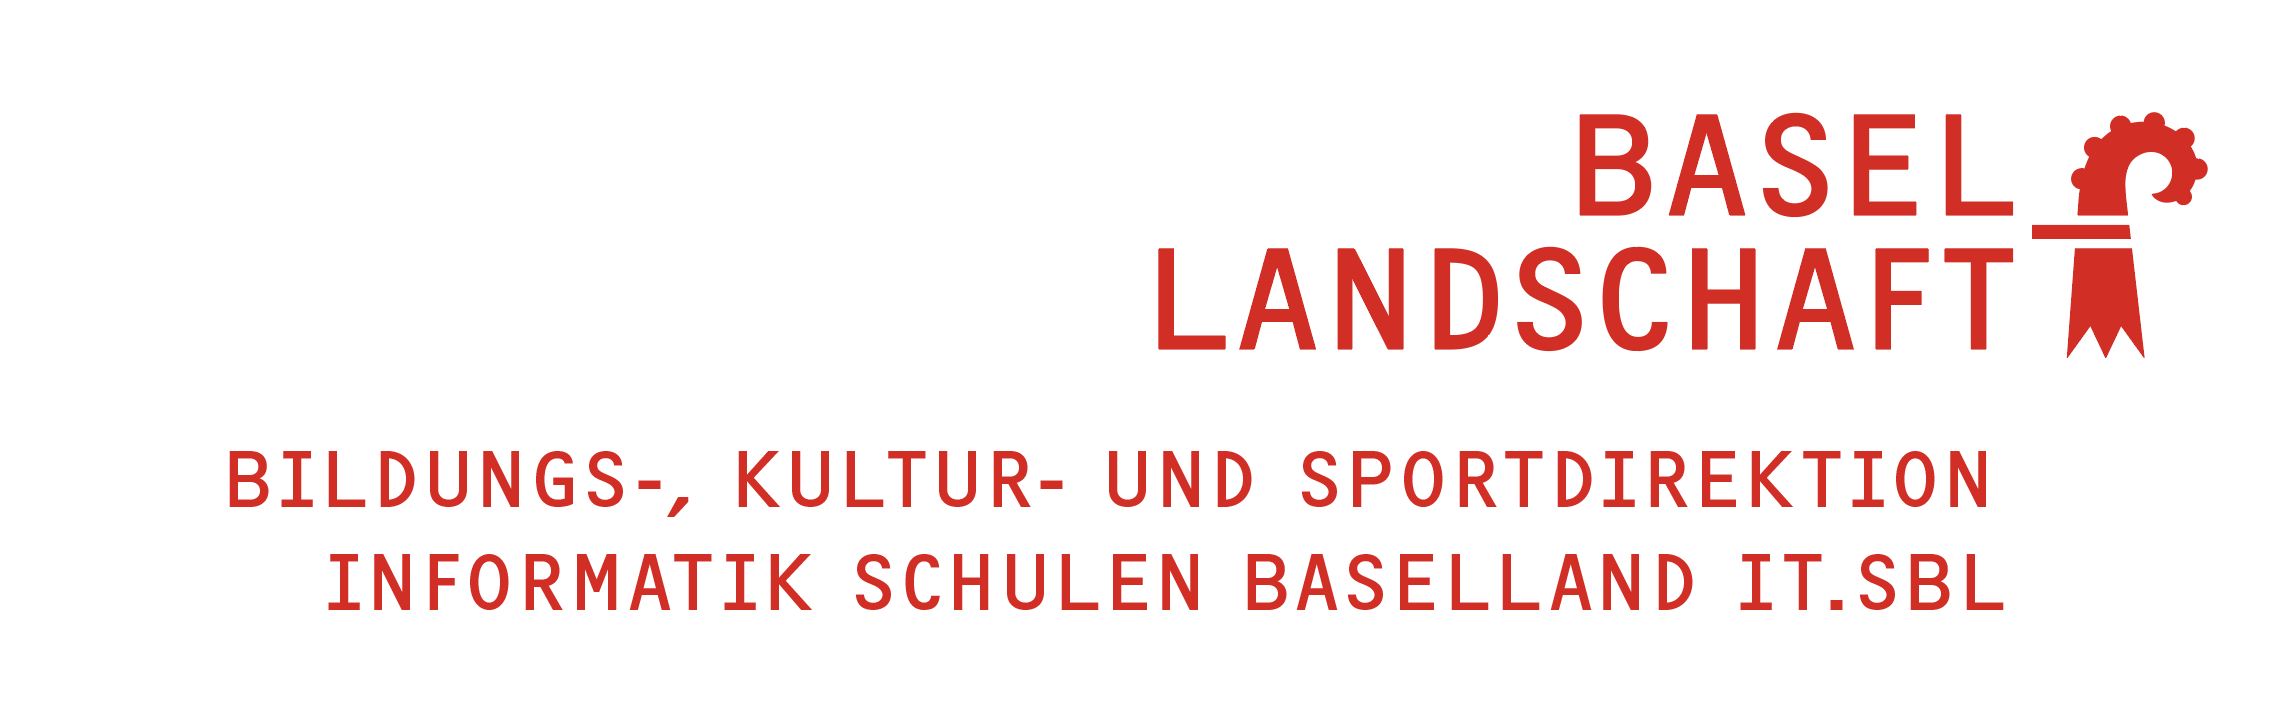 BASEL
LANDSCHAFT
BILDUNGS-, KULTUR- UND SPORTDIREKTION
INFORMATIK SCHULEN BASELLAND IT.SBL